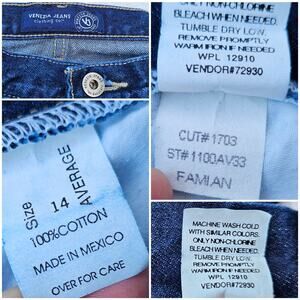 VENEZIA JEANS
Clothing Co.
ONLY NON-CHLORINE
BLEACH WHEN NEEDED.
TUMBLE DRY LOW
REMOVE PROMPTLY
WARM IRON IF NEEDED
WPL 12910
VENDOR#72930
CUT# 1703
ST# 1100AV33
FAMIAN
Size
14
AVERAGE
100%COTTON
MADE IN MEXICO
OVER FOR CARE
MACHINE WASH COLD
WITH SIMILAR COLORS.
ONLY NON-CHLORINE
BLEACH WHEN NEEDED.
TUMBLE DRY LOW
REMOVE PROMPTLY
WARM IRON IF NEEDED
WPL 12910
VENDOR#72930